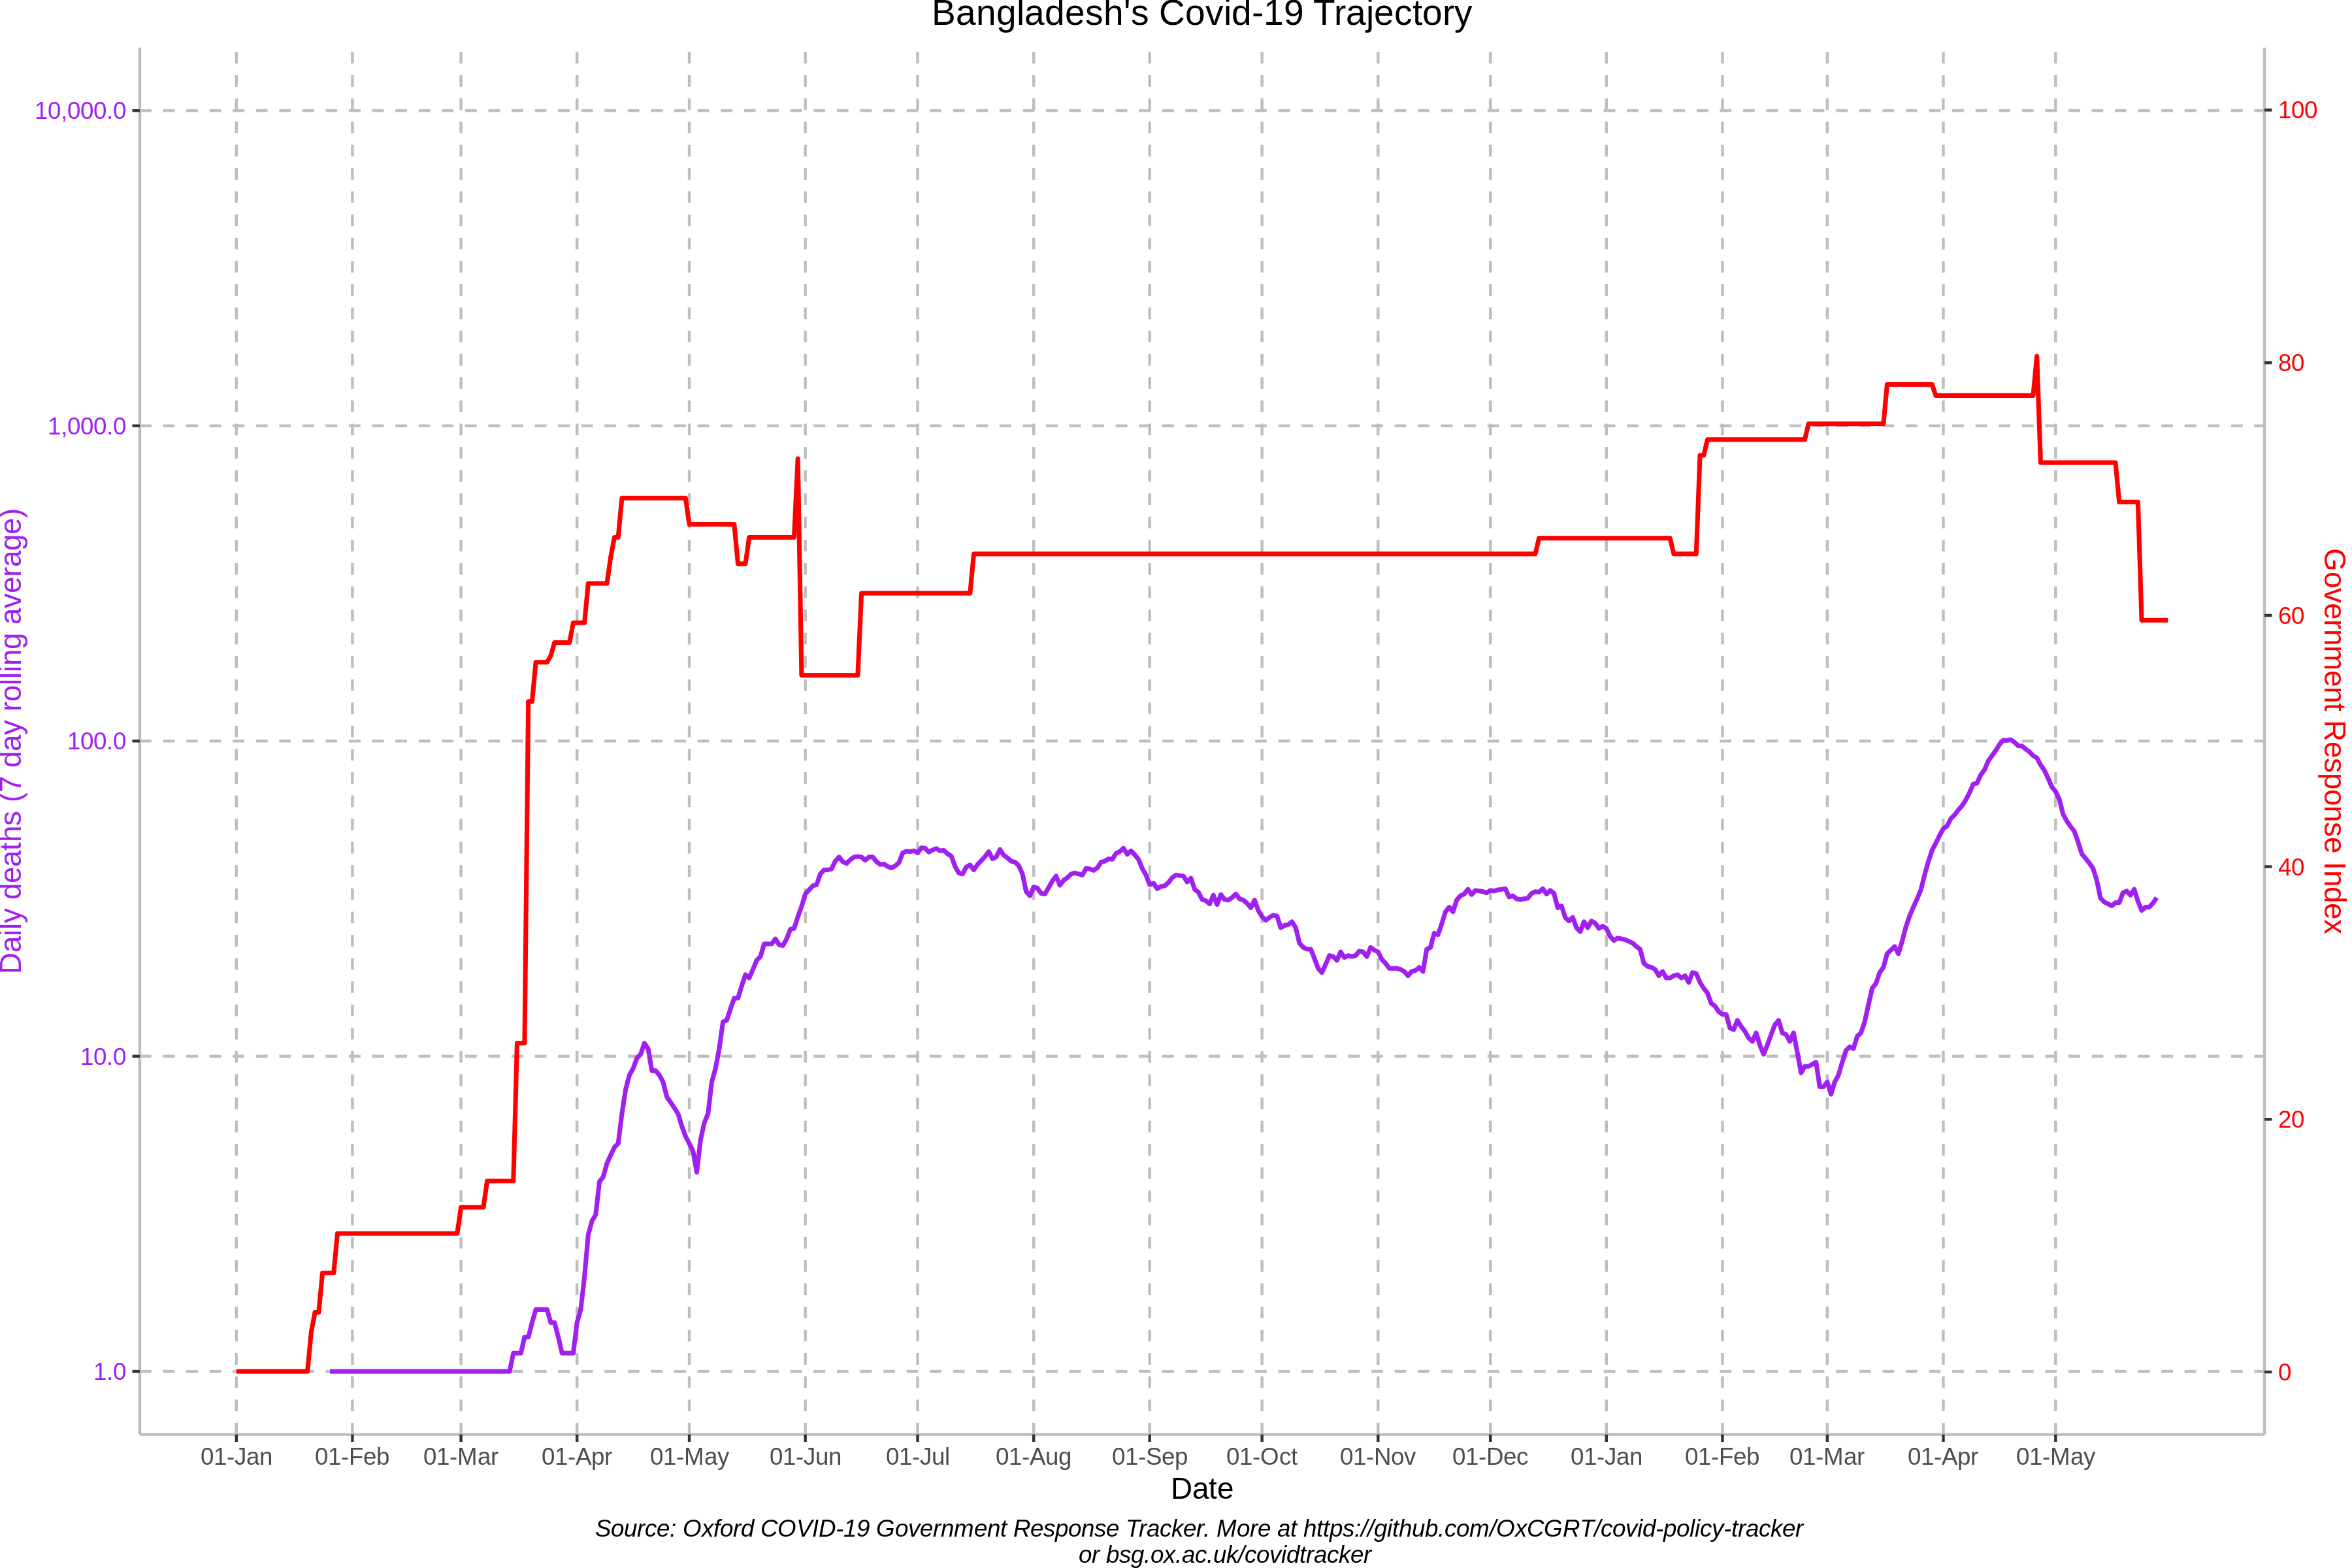 Bangladesh's Covid-19 Trajectory
10,000.0
1,000.0
100.0
10.0
1.0
Daily deaths (7 day rolling average)
100
80
60
40
20
0
Government Response Index
01-Jan 01-Feb 01-Mar 01-Apr 01-May 01-Jun 01-Jul 01-Aug 01-Sep 01-Oct 01-Nov 01-Dec 01-Jan 01-Feb 01-Mar 01-Apr 01-May
Date
Source: Oxford COVID-19 Government Response Tracker. More at https://github.com/OxCGRT/covid-policy-tracker
or bsg.ox.ac.uk/covidtracker